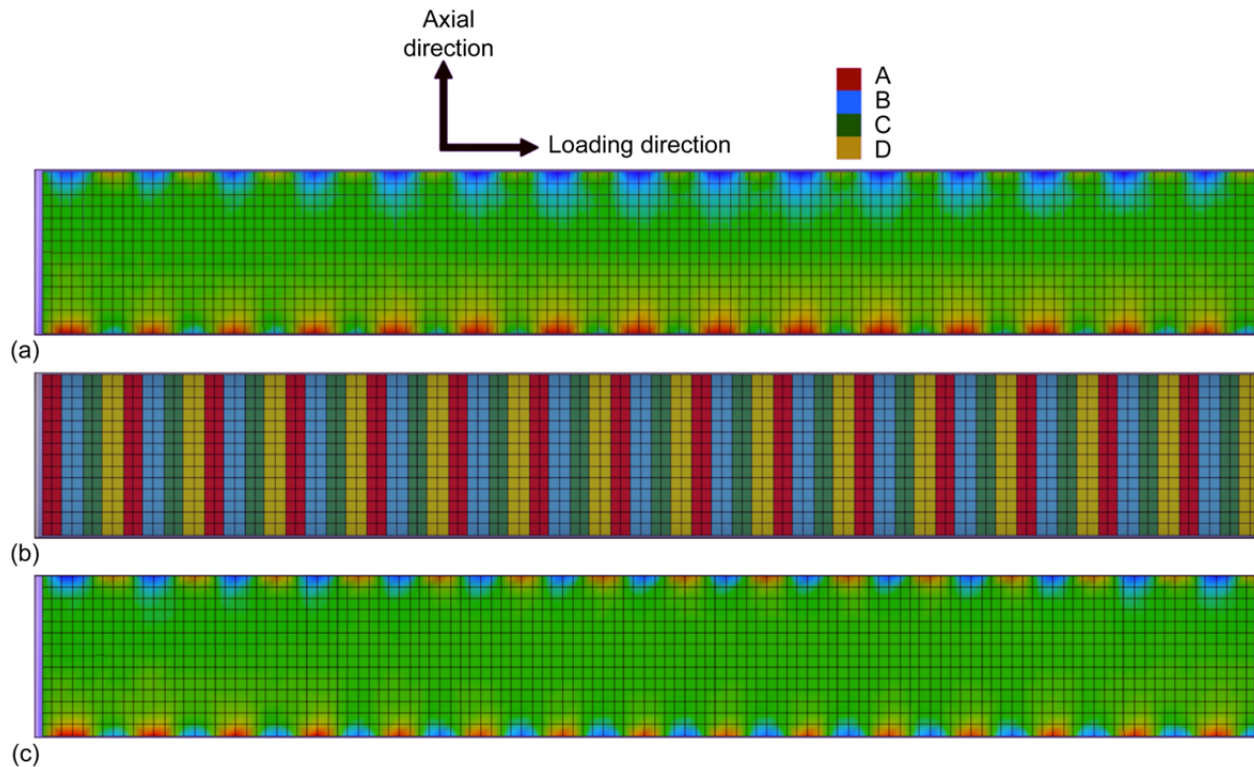 Axial
direction
Loading direction
A
B
C
D
(a)
(b)
(c)